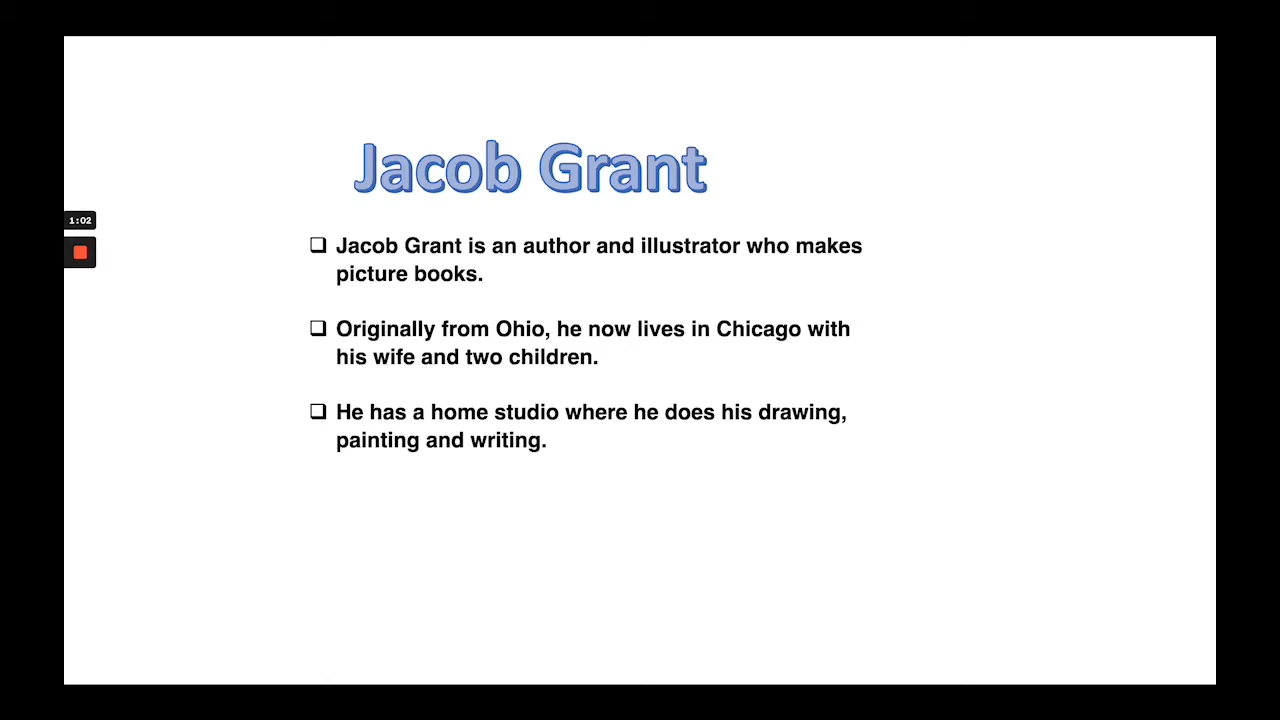 Jacob Grant
1:02
❑ Jacob Grant is an author and illustrator who makes
picture books.
❑ Originally from Ohio, he now lives in Chicago with
his wife and two children.
❑ He has a home studio where he does his drawing,
painting and writing.